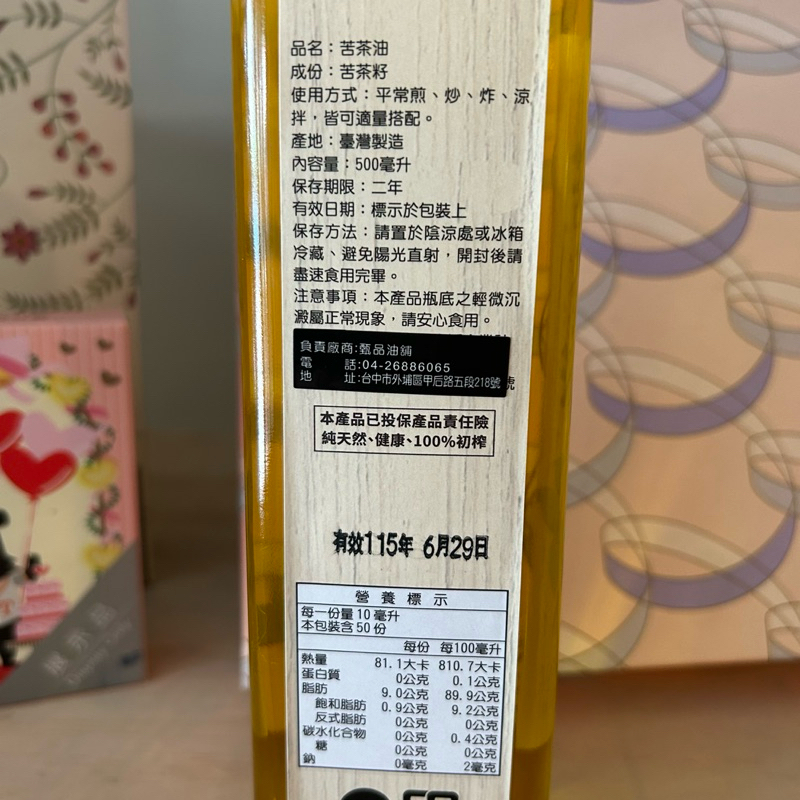 品名：苦茶油
成份：苦茶籽
使用方式：平常煎、炒、炸、涼
拌，皆可適量搭配。
產地：臺灣製造
內容量：500毫升
保存期限：二年
有效日期：標示於包裝上
保存方法：請置於陰涼處或冰箱
冷藏、避免陽光直射，開封後請
盡速食用完畢。
注意事項：本產品瓶底之輕微沉
澱屬正常現象，請安心食用。
負責廠商:甄品油舖
電 話:04-26886065
地 址:台中市外埔區甲后路五段218號
號
本產品已投保產品責任險
純天然、健康、100%初榨
有效115年 6月29日
營養標示
每一份量10毫升
本包裝含50份
每份 每100毫升
熱量 81.1大卡 810.7大卡
蛋白質 0公克 0.1公克
脂肪 9.0公克 89.9公克
飽和脂肪 0.9公克 9.2公克
反式脂肪 0公克 0公克
碳水化合物 0公克 0.4公克
糖 0公克 0公克
鈉 0毫克 2毫克